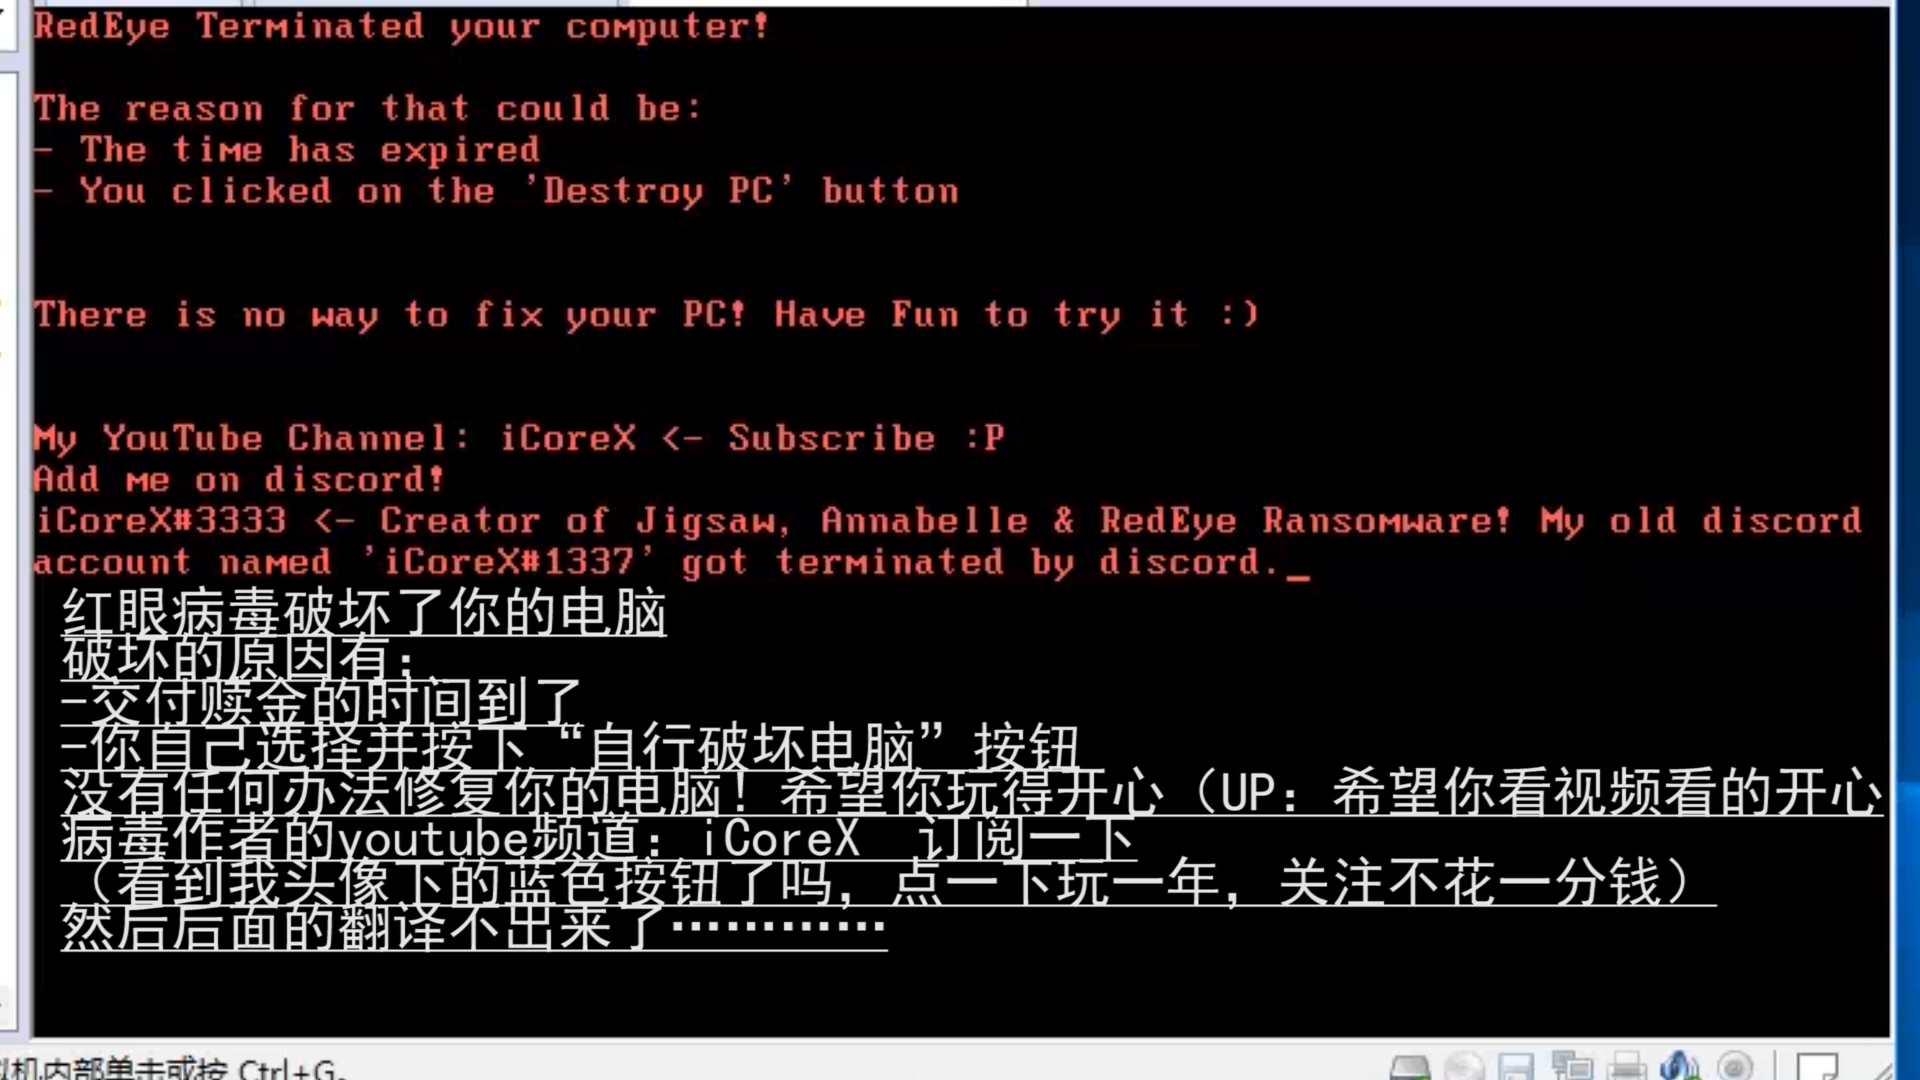 RedEye Terminated your computer!
The reason for that could be:
- The time has expired
- You clicked on the 'Destroy PC' button
There is no way to fix your PC! Have Fun to try it :)
My YouTube Channel: iCoreX <- Subscribe :P
Add me on discord!
iCoreX#3333 <- Creator of Jigsaw, Annabelle & RedEye Ransomware! My old discord
account named 'iCoreX#1337' got terminated by discord._
红眼病毒破坏了你的电脑
破坏的原因有：
-交付赎金的时间到了
-你自己选择并按下“自行破坏电脑”按钮
没有任何办法修复你的电脑！希望你玩得开心（UP：希望你看视频看的开心
病毒作者的youtube频道：iCoreX  订阅一下
（看到我头像下的蓝色按钮了吗，点一下玩一年，关注不花一分钱）
然后后面的翻译不出来了…………
机内部单击或按 Ctrl+G。